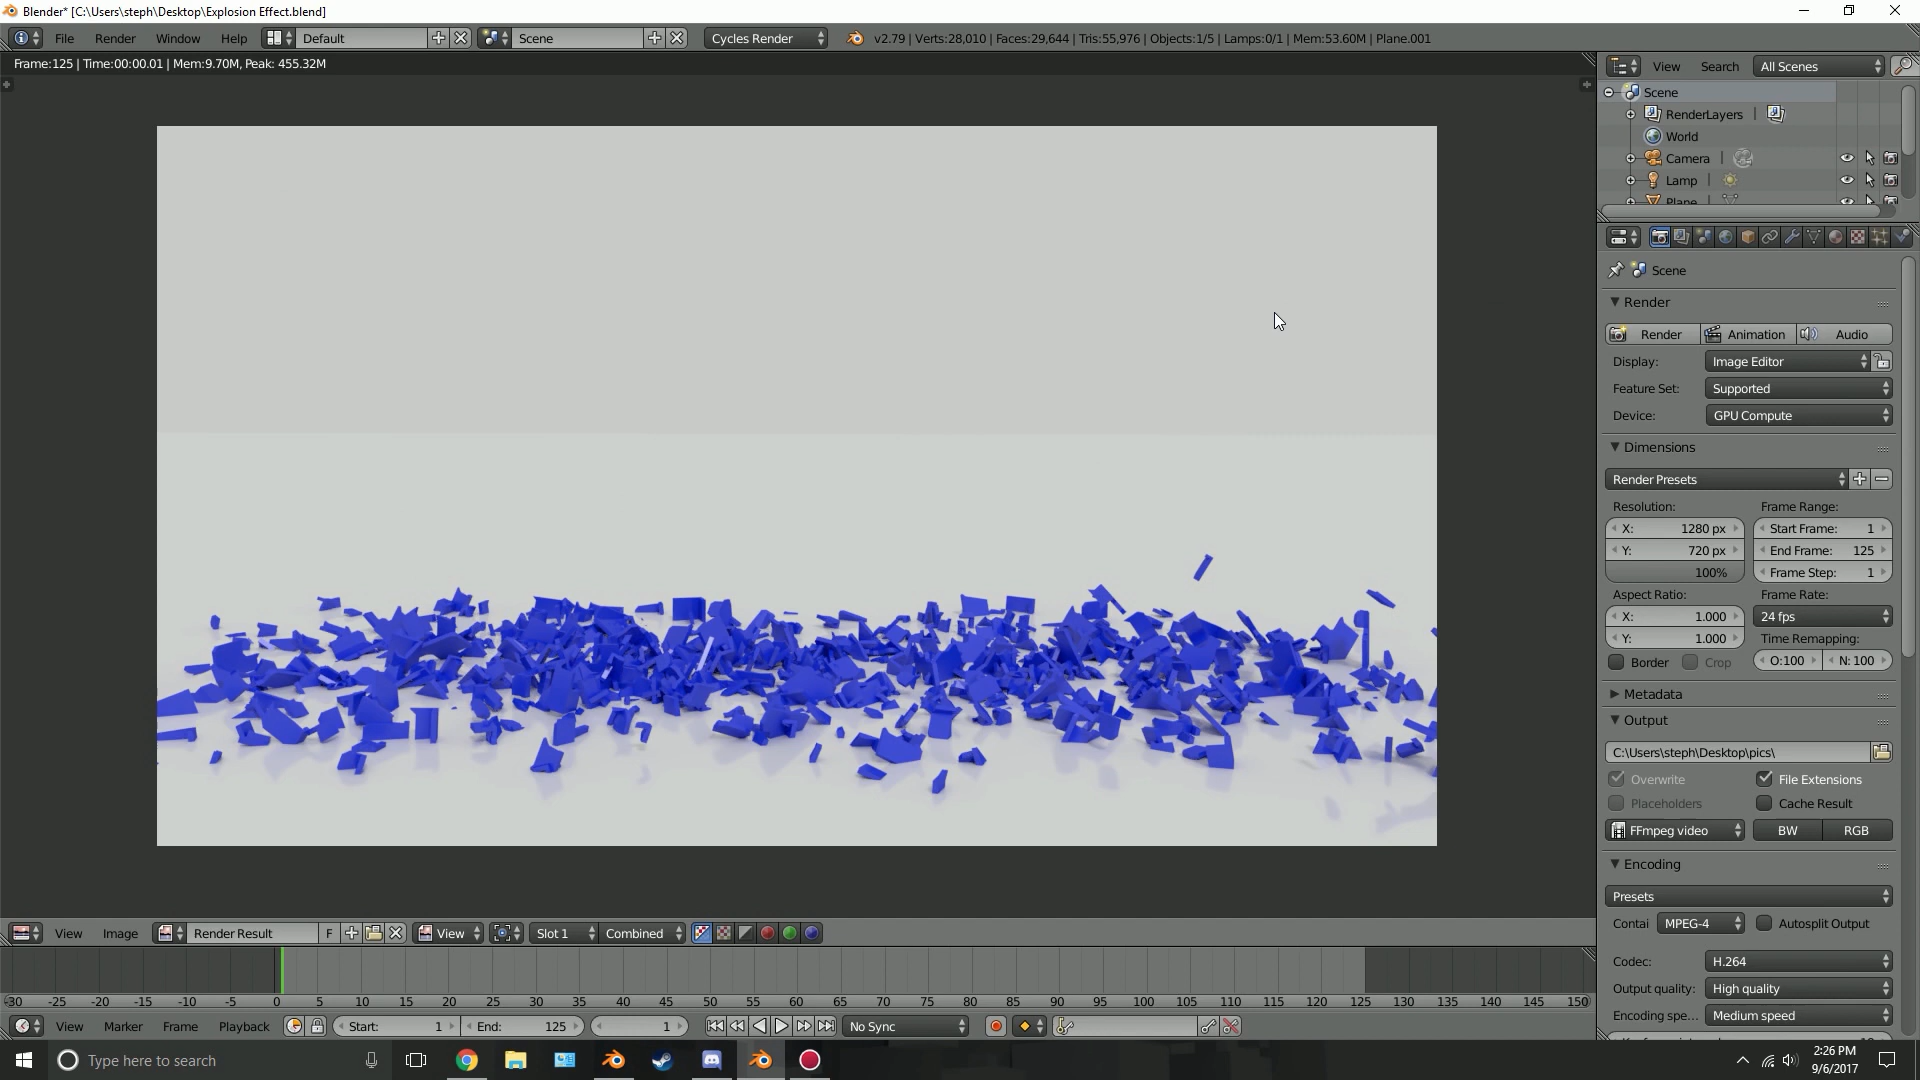 Blender* [C:\Users\steph\Desktop\Explosion Effect.blend]
File Render Window Help Default Scene Cycles Render v2.79 | Verts:28,010 | Faces:29,644 | Tris:55,976 | Objects:1/5 | Lamps:0/1 | Mem:53.60M | Plane.001
Frame:125 | Time:00:00.01 | Mem:9.70M, Peak: 455.32M
View Search All Scenes
Scene
RenderLayers
World
Camera
Lamp
Plane
Scene
Render
Render Animation Audio
Display: Image Editor
Feature Set: Supported
Device: GPU Compute
Dimensions
Render Presets
Resolution: Frame Range:
X: 1280 px Start Frame: 1
Y: 720 px End Frame: 125
100% Frame Step: 1
Aspect Ratio: Frame Rate:
X: 1.000 24 fps
Y: 1.000 Time Remapping:
Border Crop O:100 N: 100
Metadata
Output
C:\Users\steph\Desktop\pics\
Overwrite File Extensions
Placeholders Cache Result
FFmpeg video BW RGB
Encoding
Presets
Contai MPEG-4 Autosplit Output
Codec: H.264
Output quality: High quality
Encoding spe... Medium speed
View Image Render Result F View Slot 1 Combined
-30 -25 -20 -15 -10 -5 0 5 10 15 20 25 30 35 40 45 50 55 60 65 70 75 80 85 90 95 100 105 110 115 120 125 130 135 140 145 150
View Marker Frame Playback Start: 1 End: 125 1 No Sync
Type here to search
2:26 PM
9/6/2017